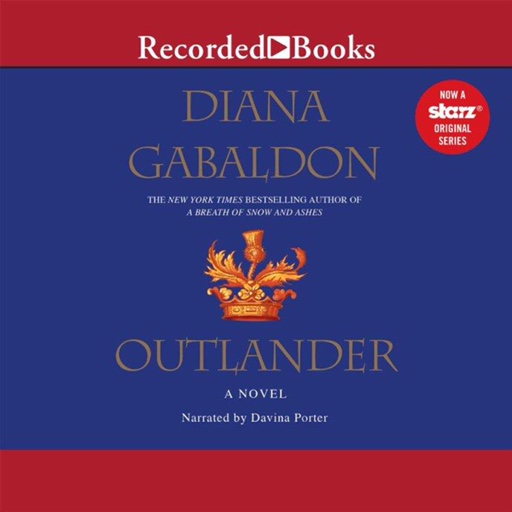 Recorded Books
NOW A
starz®
ORIGINAL
SERIES
DIANA
GABALDON
THE NEW YORK TIMES BESTSELLING AUTHOR OF
A BREATH OF SNOW AND ASHES
OUTLANDER
A NOVEL
Narrated by Davina Porter